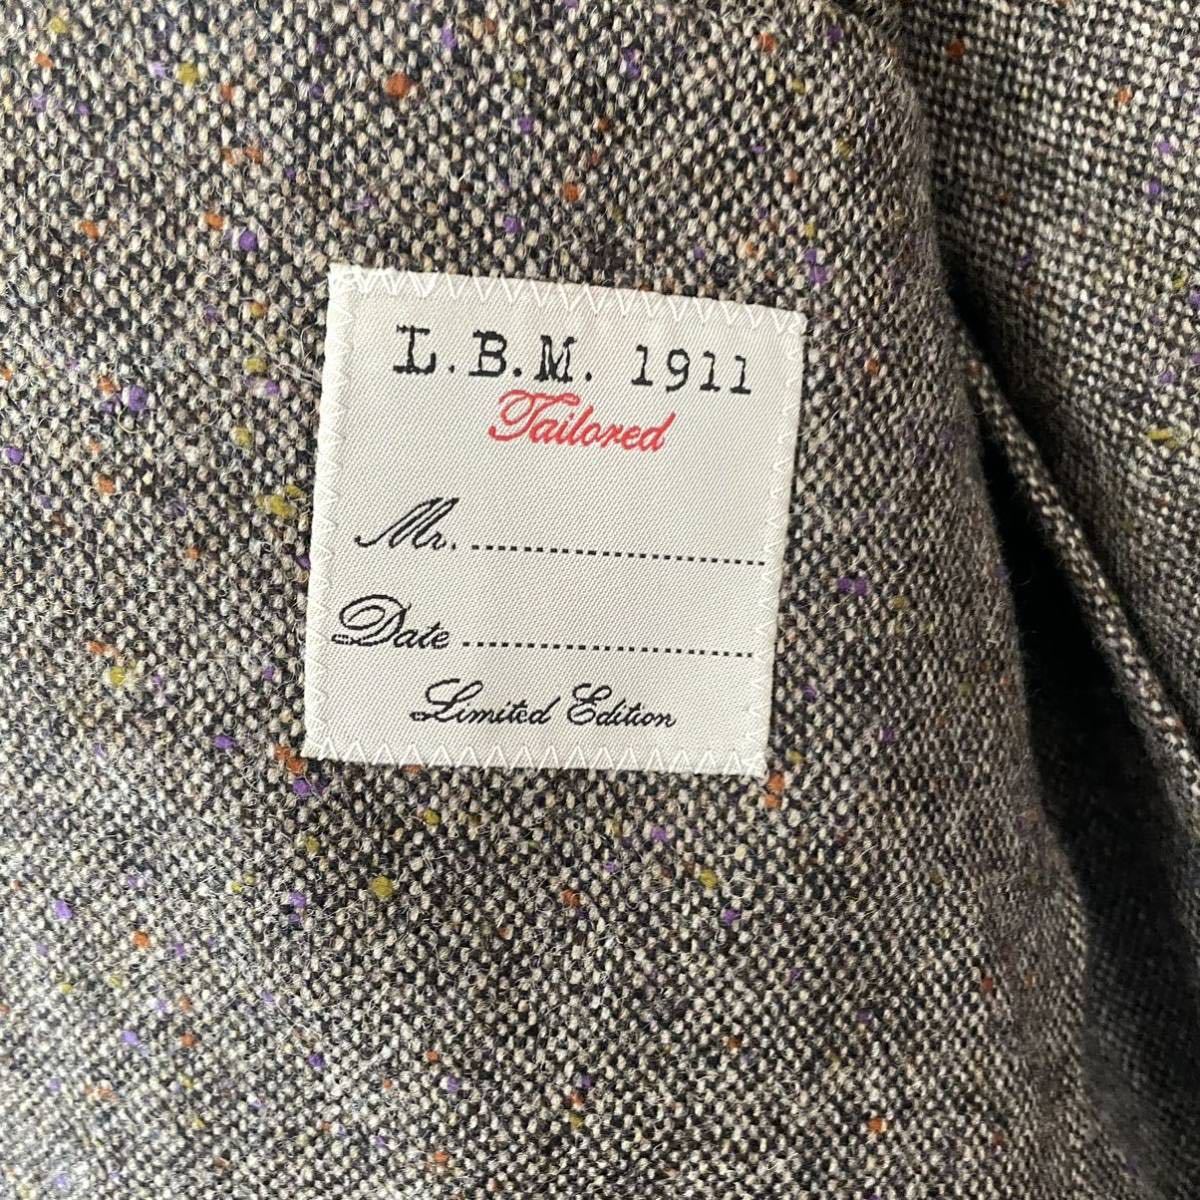 L.B.M. 1911
Tailored
Mr. ..............................
Date ..............................
Limited Edition